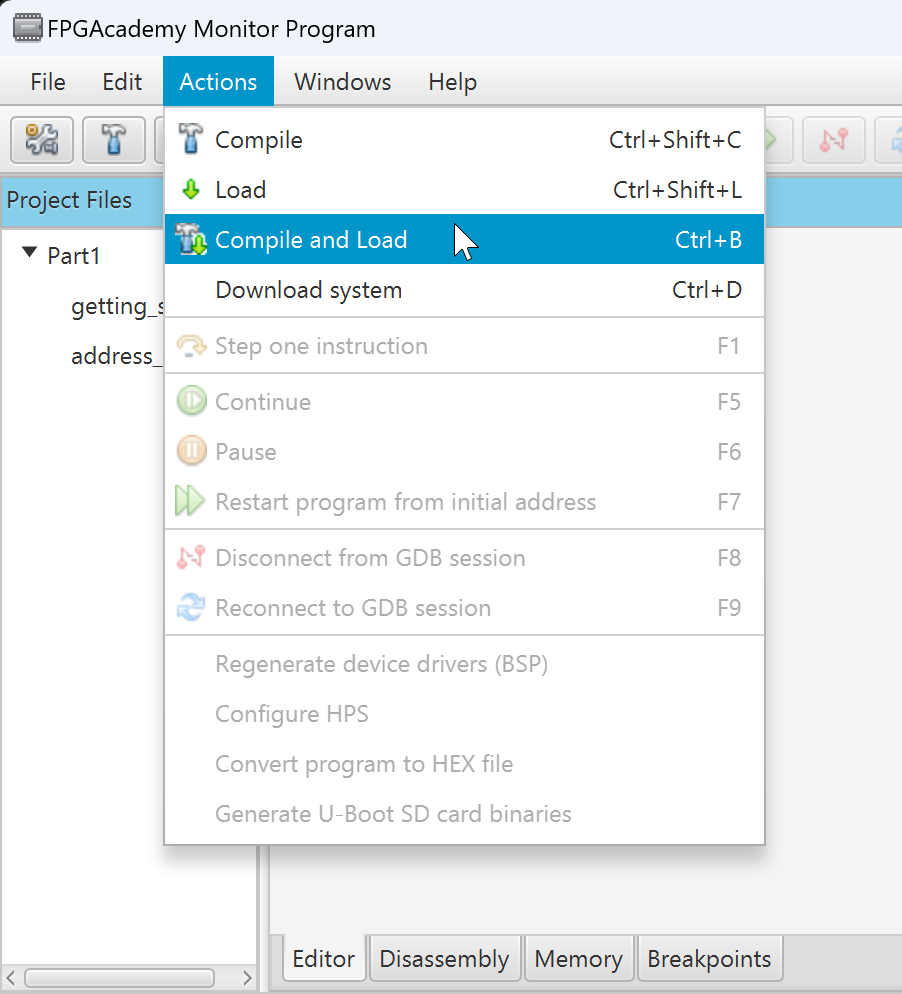 FPGAcademy Monitor Program
File Edit Actions Windows Help
Compile Ctrl+Shift+C
Load Ctrl+Shift+L
Project Files
Compile and Load Ctrl+B
Part1
Download system Ctrl+D
getting_s
Step one instruction F1
address_
Continue F5
Pause F6
Restart program from initial address F7
Disconnect from GDB session F8
Reconnect to GDB session F9
Regenerate device drivers (BSP)
Configure HPS
Convert program to HEX file
Generate U-Boot SD card binaries
Editor Disassembly Memory Breakpoints